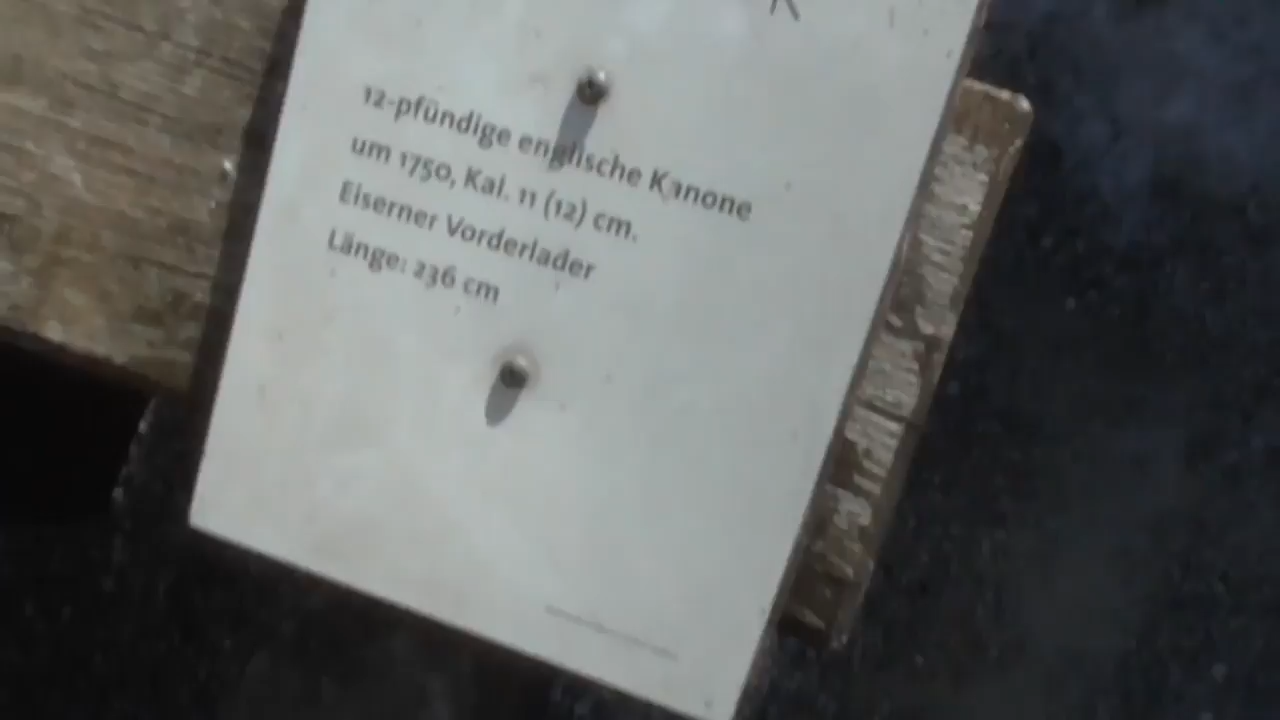 12-pfündige englische Kanone
um 1750, Kal. 11 (12) cm.
Eiserner Vorderlader
Länge: 236 cm